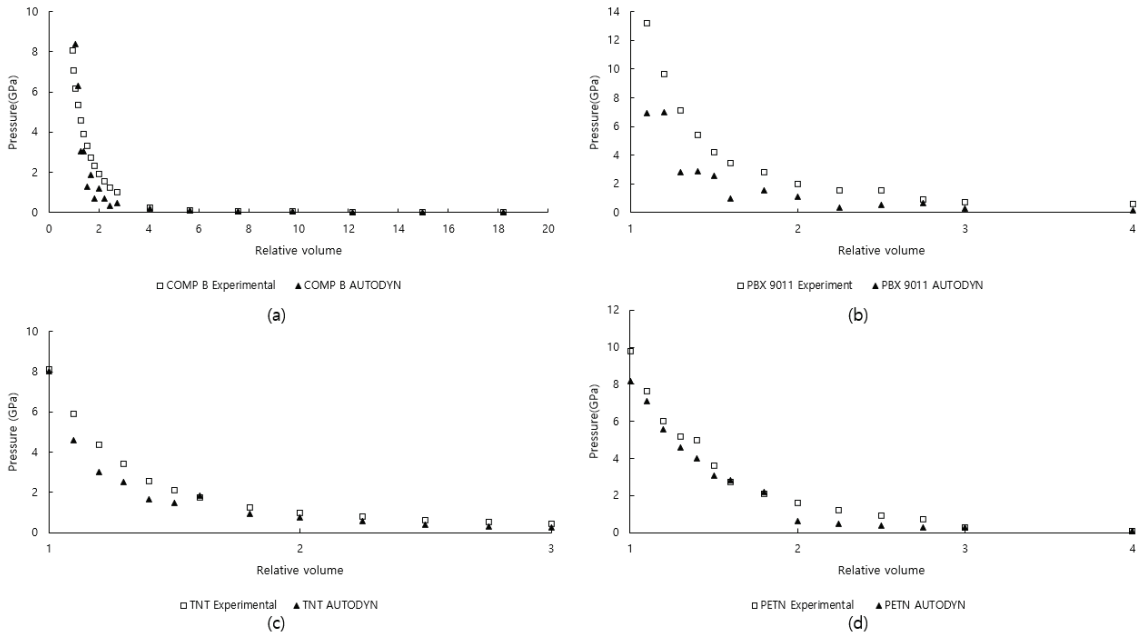 10
8
6
4
2
0
Pressure(GPa)
0 2 4 6 8 10 12 14 16 18 20
Relative volume
COMP B Experimental COMP B AUTODYN
(a)
14
12
10
8
6
4
2
0
Pressure(GPa)
1 2 3 4
Relative volume
PBX 9011 Experiment PBX 9011 AUTODYN
(b)
10
8
6
4
2
0
Pressure (GPa)
1 2 3
Relative volume
TNT Experimental TNT AUTODYN
(c)
12
10
8
6
4
2
0
Pressure(GPa)
1 2 3 4
Relative volume
PETN Experimental PETN AUTODYN
(d)